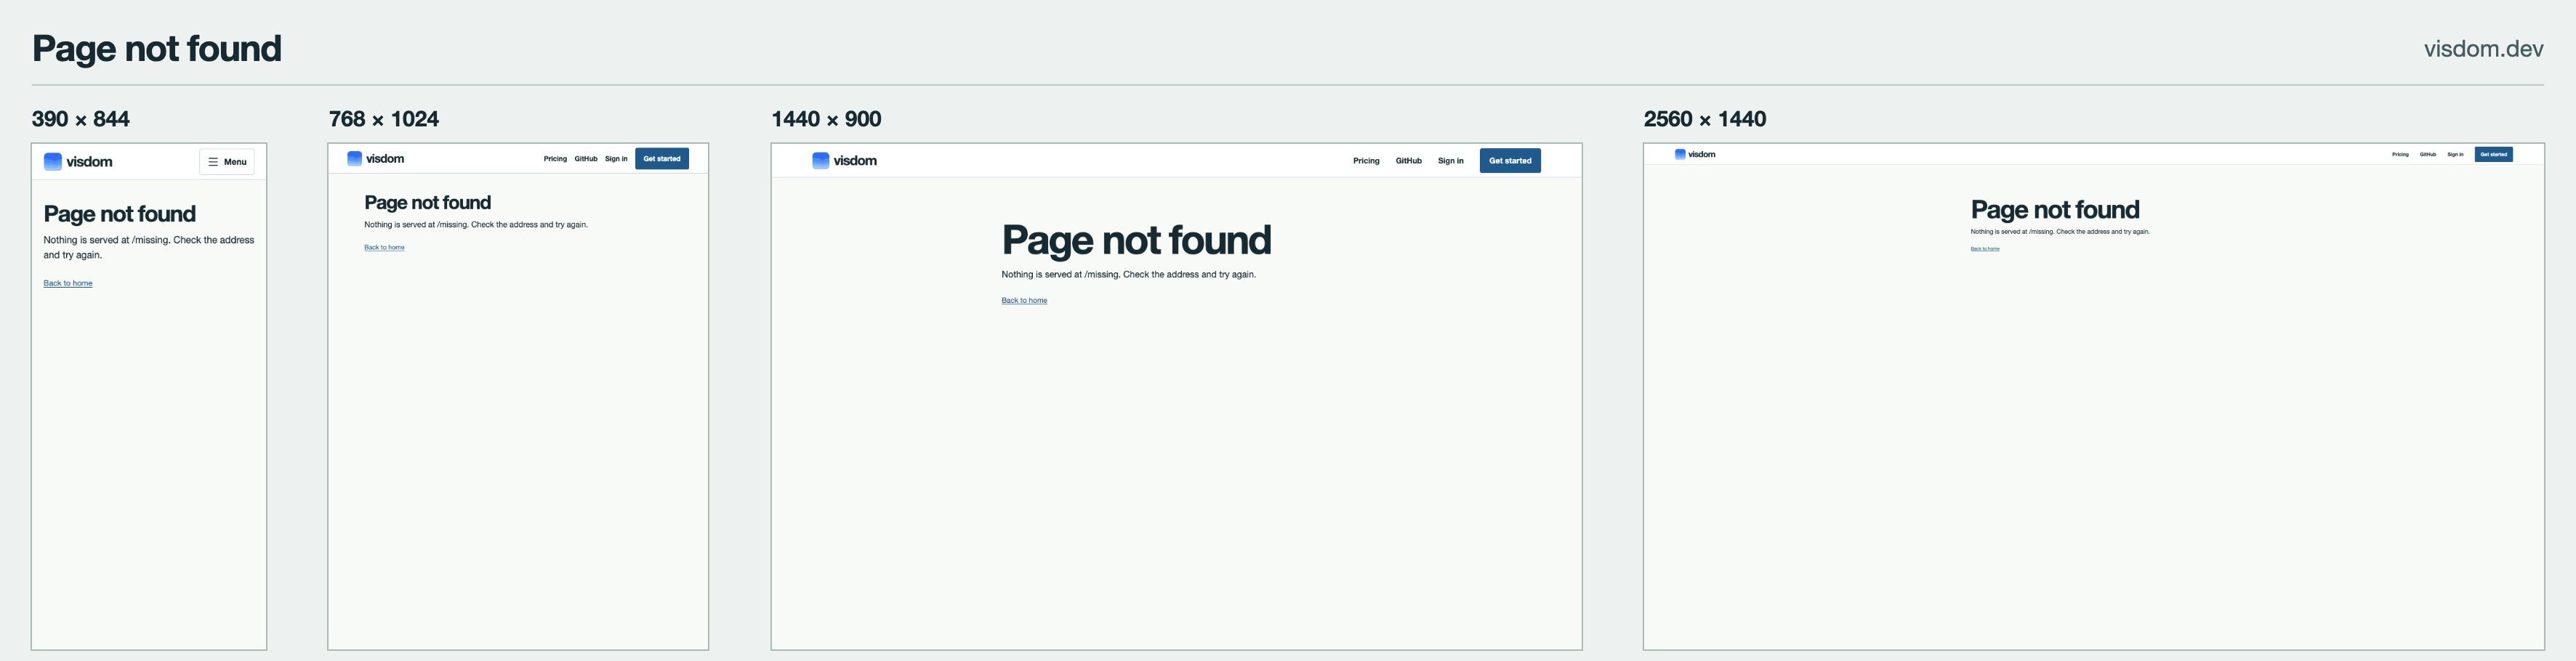 Page not found
visdom.dev
390 × 844
768 × 1024
1440 × 900
2560 × 1440
visdom
Menu
Page not found
Nothing is served at /missing. Check the address
and try again.
Back to home
visdom
Pricing GitHub Sign in Get started
Page not found
Nothing is served at /missing. Check the address and try again.
Back to home
visdom
Pricing GitHub Sign in Get started
Page not found
Nothing is served at /missing. Check the address and try again.
Back to home
visdom
Pricing GitHub Sign in Get started
Page not found
Nothing is served at /missing. Check the address and try again.
Back to home